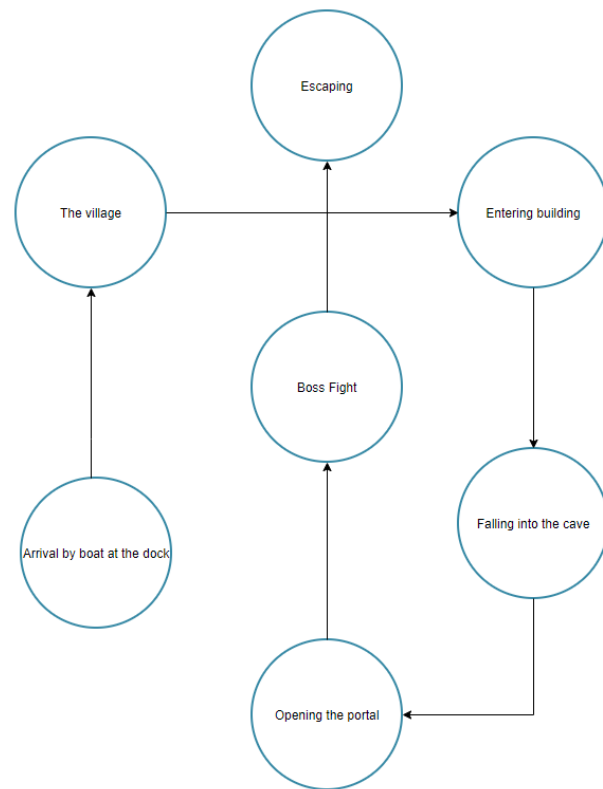 Escaping
The village
Entering building
Boss Fight
Arrival by boat at the dock
Falling into the cave
Opening the portal